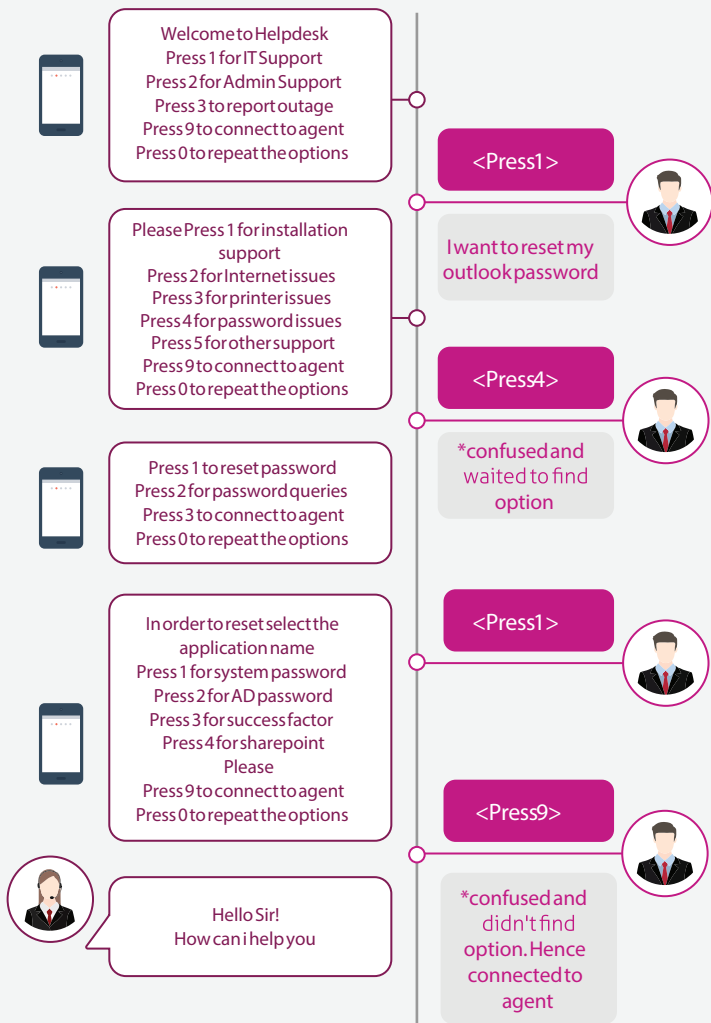 Welcome to Helpdesk
Press 1 for IT Support
Press 2 for Admin Support
Press 3 to report outage
Press 9 to connect to agent
Press 0 to repeat the options
<Press1>
I want to reset my
outlook password
Please Press 1 for installation
support
Press 2 for Internet issues
Press 3 for printer issues
Press 4 for password issues
Press 5 for other support
Press 9 to connect to agent
Press 0 to repeat the options
<Press4>
*confused and
waited to find
option
Press 1 to reset password
Press 2 for password queries
Press 3 to connect to agent
Press 0 to repeat the options
<Press1>
In order to reset select the
application name
Press 1 for system password
Press 2 for AD password
Press 3 for success factor
Press 4 for sharepoint
Please
Press 9 to connect to agent
Press 0 to repeat the options
<Press9>
*confused and
didn't find
option. Hence
connected to
agent
Hello Sir!
How can i help you